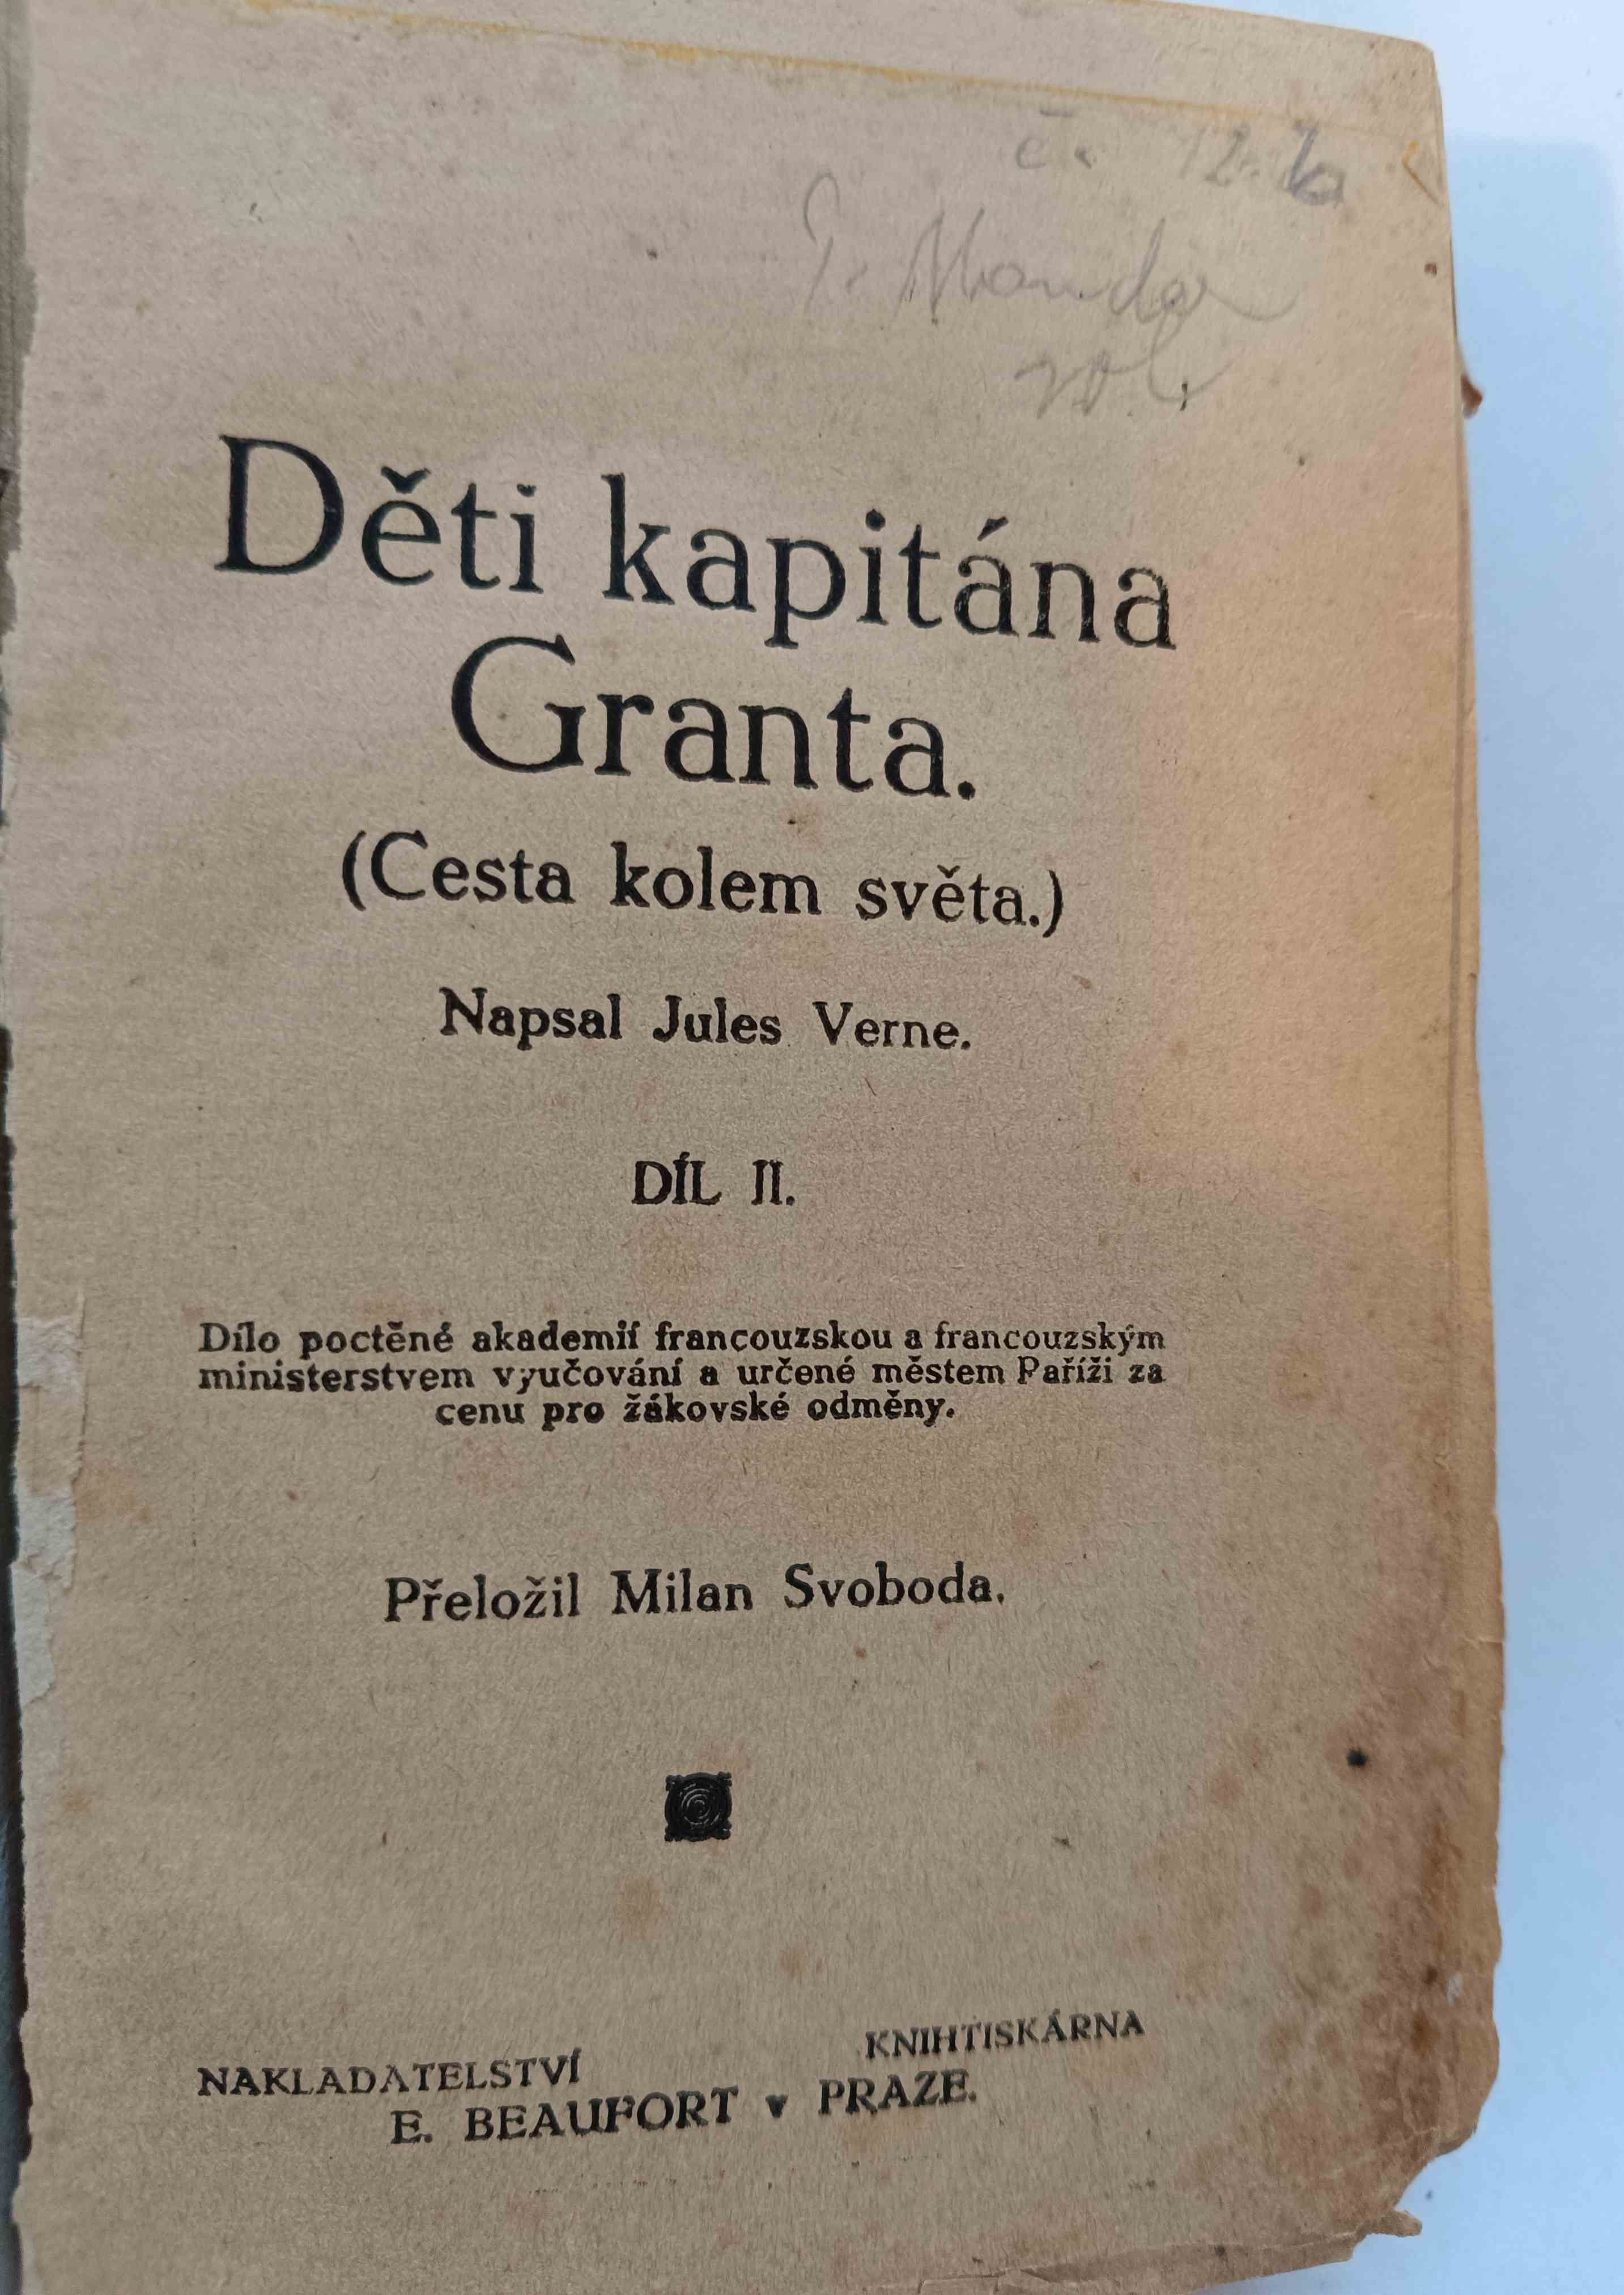 č. 12. b
Děti kapitána
Granta.
(Cesta kolem světa.)
Napsal Jules Verne.
DÍL II.
Dílo poctěné akademií francouzskou a francouzským
ministerstvem vyučování a určené městem Paříži za
cenu pro žákovské odměny.
Přeložil Milan Svoboda.
NAKLADATELSTVÍ KNIHTISKÁRNA
E. BEAUFORT v PRAZE.